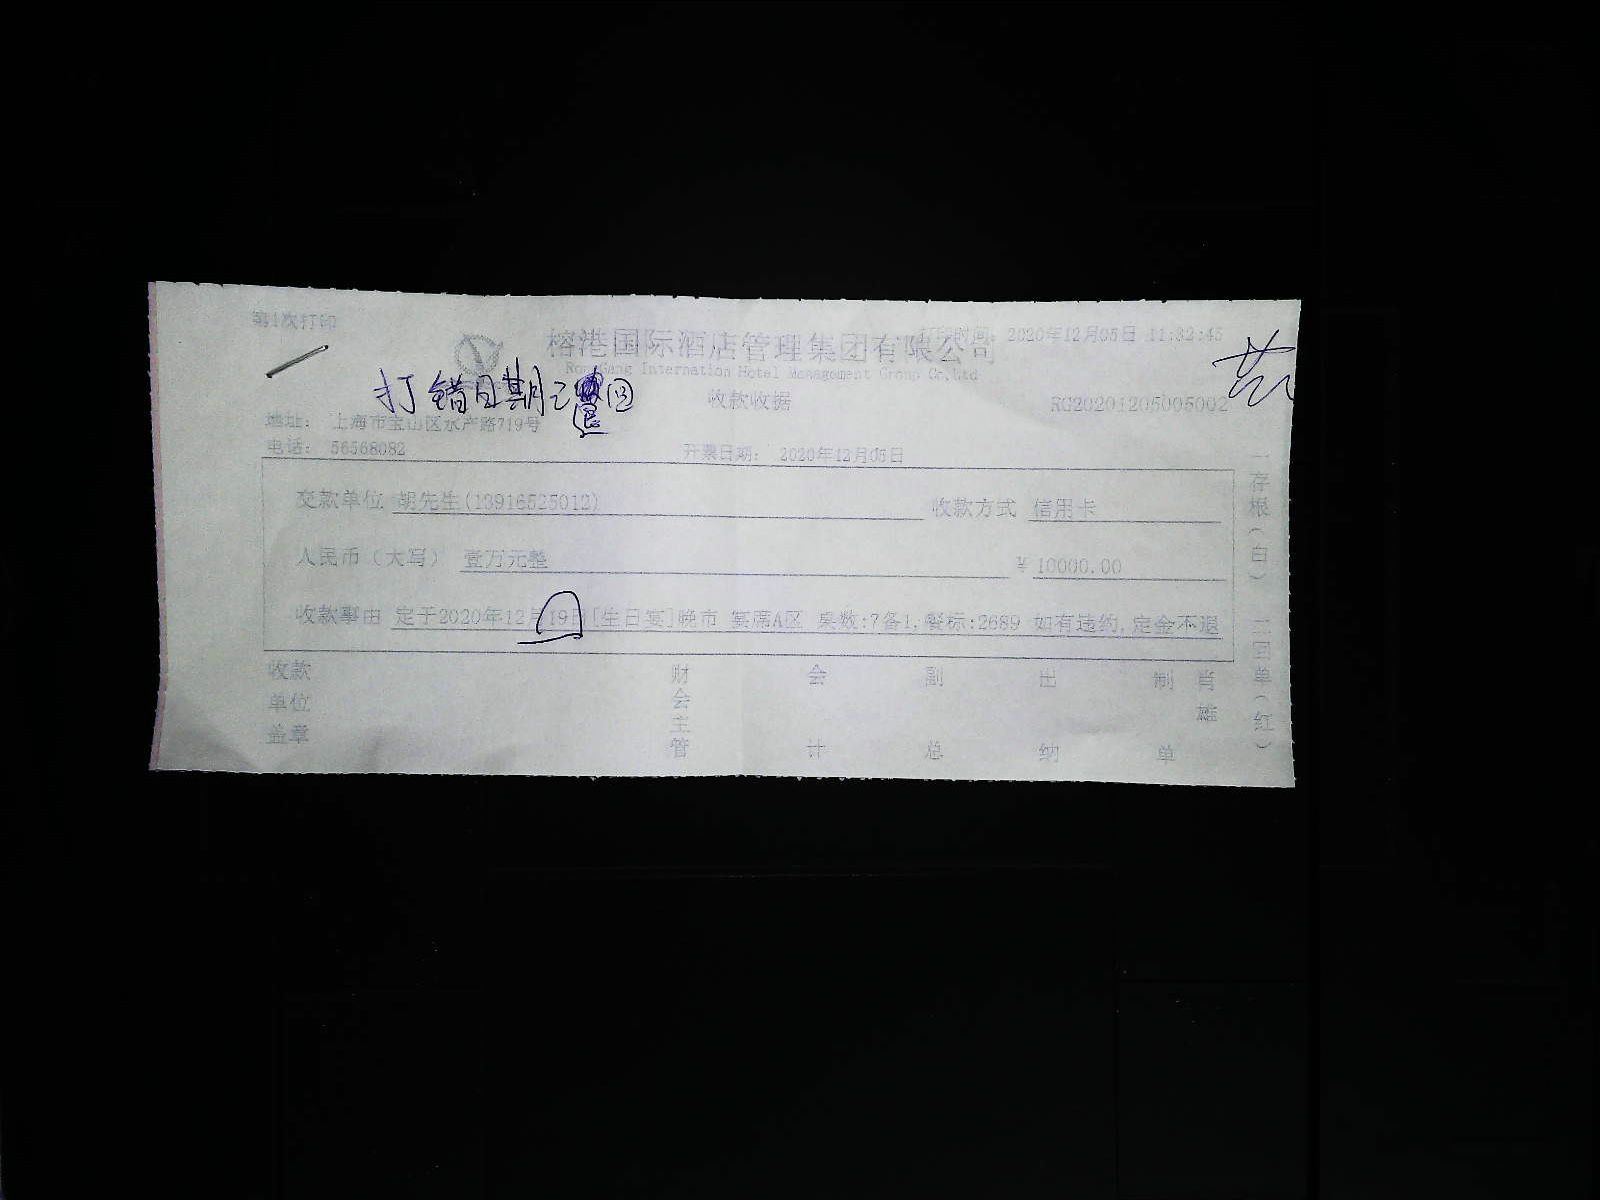 第1次打印
打印时间: 2020年12月05日 11:32:45
榕港国际酒店管理集团有限公司
RongGang Internation Hotel Management Group Co,Ltd
打错日期已退回
收款收据
RG20201205005002
地址: 上海市宝山区水产路719号
电话: 56568082
开票日期: 2020年12月05日
交款单位 胡先生(13916525013) 收款方式 信用卡
人民币(大写) 壹万元整 ¥ 10000.00
收款事由 定于2020年12月19日[生日宴]晚市 宴席A区 桌数:7备1,餐标:2689 如有违约,定金不退
收款单位盖章 财会主管 会计 副总 出纳 制单 肖雄
一存根(白) 二回单(红)